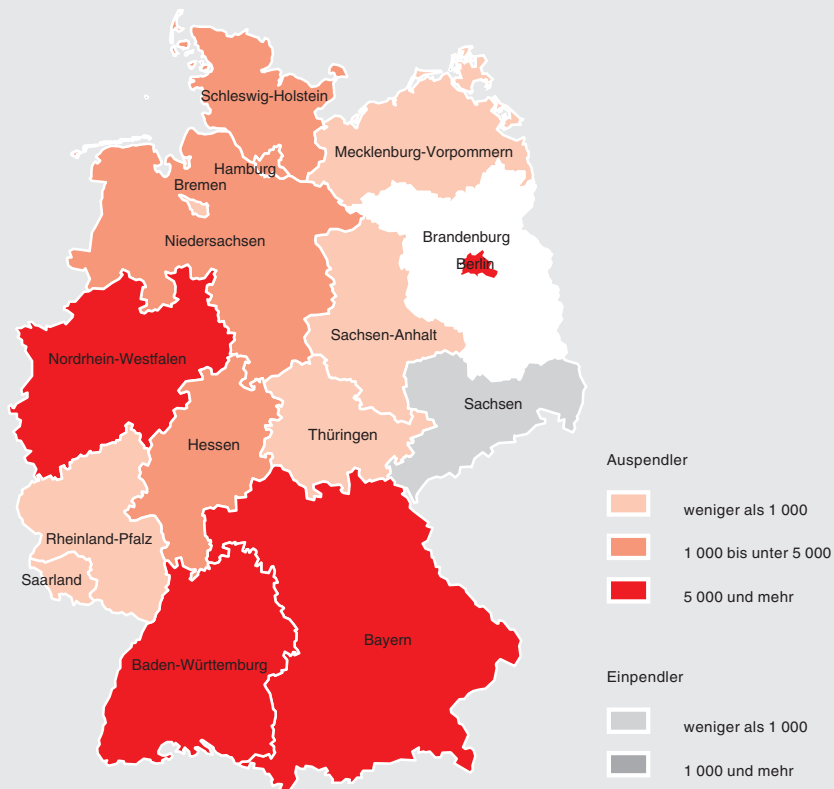 Schleswig-Holstein
Mecklenburg-Vorpommern
Hamburg
Bremen
Brandenburg
Niedersachsen
Berlin
Sachsen-Anhalt
Nordrhein-Westfalen
Sachsen
Thüringen
Hessen
Auspendler
weniger als 1 000
Rheinland-Pfalz
1 000 bis unter 5 000
Saarland
5 000 und mehr
Bayern
Baden-Württemburg
Einpendler
weniger als 1 000
1 000 und mehr